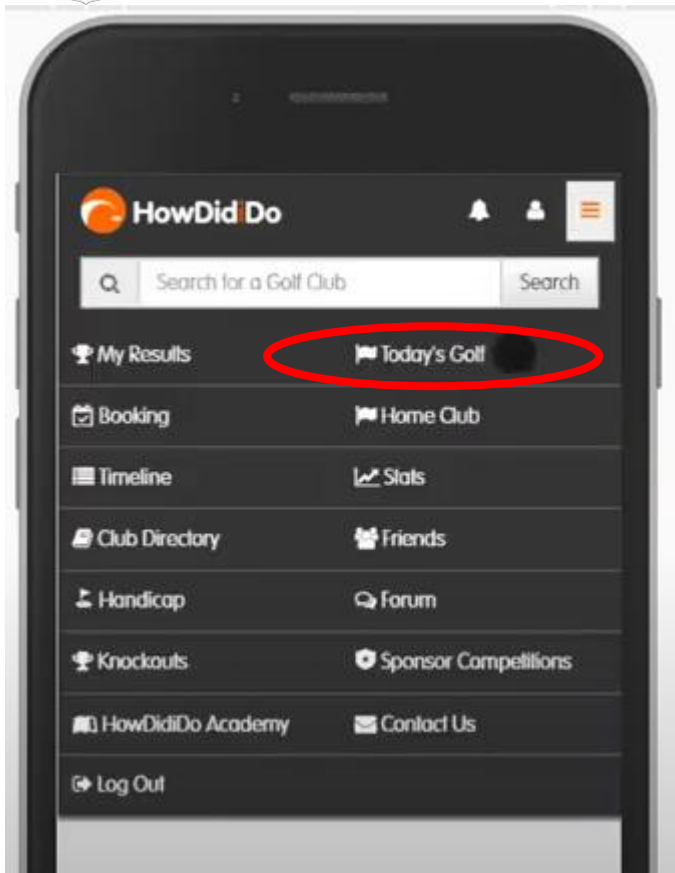 HowDidiDo
Search for a Golf Club Search
My Results Today's Golf
Booking Home Club
Timeline Stats
Club Directory Friends
Handicap Forum
Knockouts Sponsor Competitions
HowDidiDo Academy Contact Us
Log Out